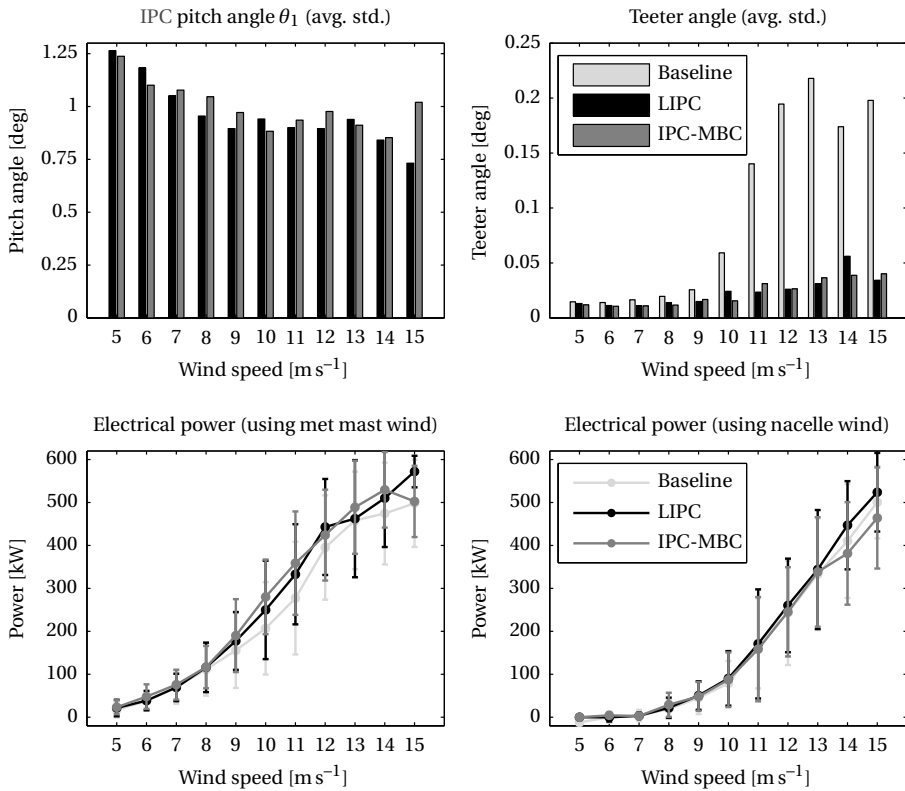 IPC pitch angle θ₁ (avg. std.)
Pitch angle [deg]
1.25
1
0.75
0.5
0.25
0
5 6 7 8 9 10 11 12 13 14 15
Wind speed [m s⁻¹]
Teeter angle (avg. std.)
Teeter angle [deg]
0.25
0.2
0.15
0.1
0.05
0
Baseline
LIPC
IPC-MBC
5 6 7 8 9 10 11 12 13 14 15
Wind speed [m s⁻¹]
Electrical power (using met mast wind)
Power [kW]
600
500
400
300
200
100
0
5 6 7 8 9 10 11 12 13 14 15
Wind speed [m s⁻¹]
Electrical power (using nacelle wind)
Power [kW]
600
500
400
300
200
100
0
Baseline
LIPC
IPC-MBC
5 6 7 8 9 10 11 12 13 14 15
Wind speed [m s⁻¹]